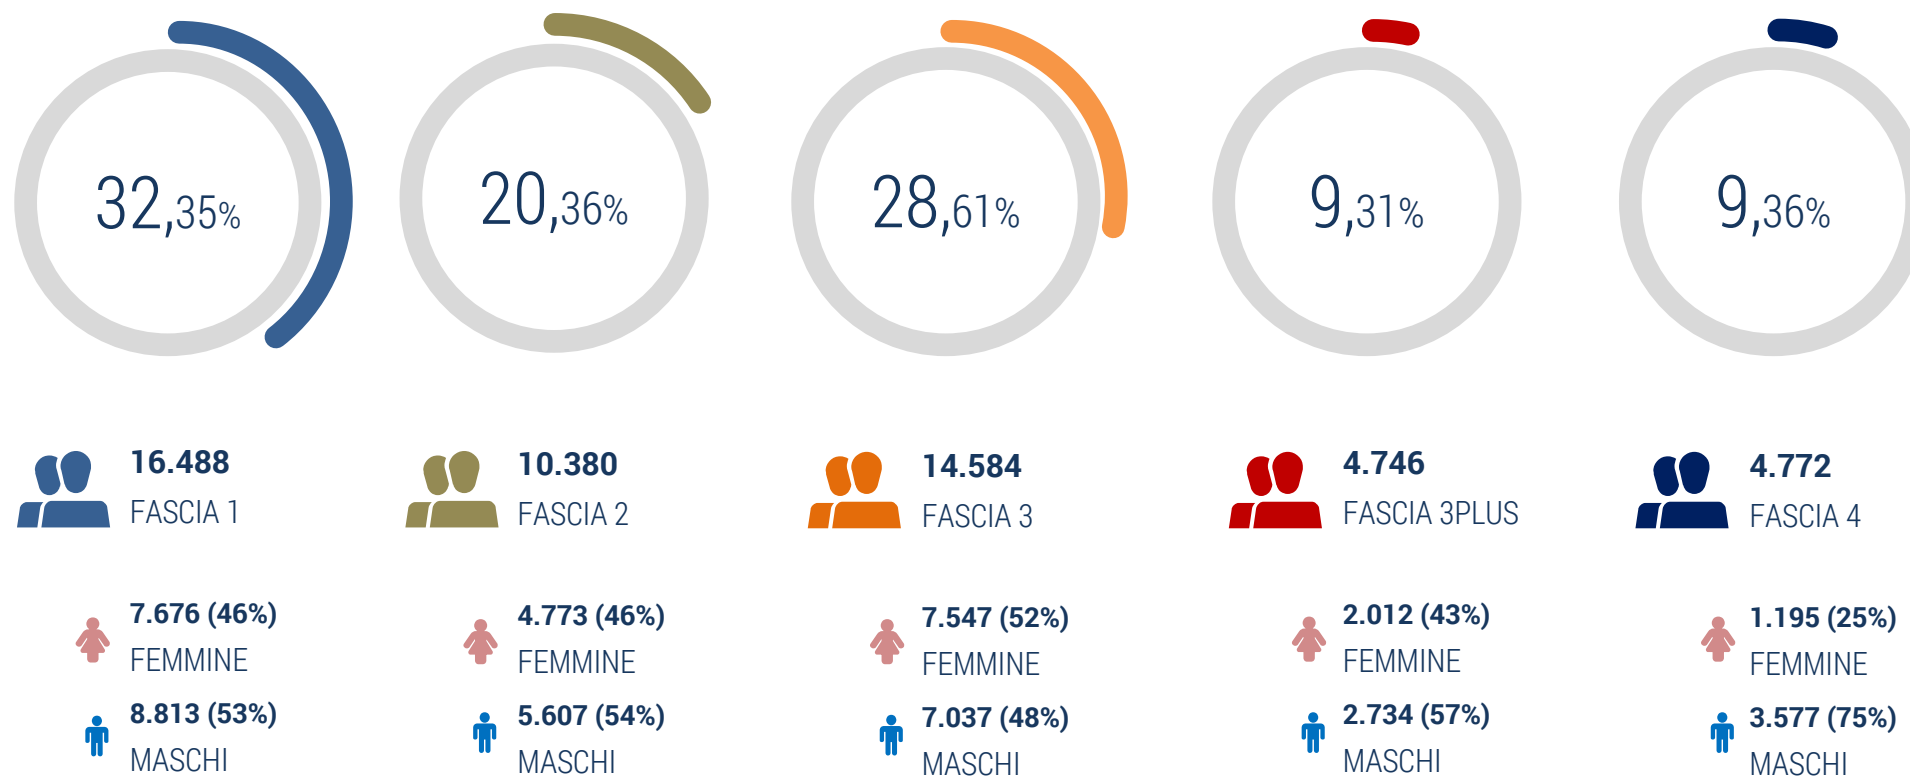 32,35%
20,36%
28,61%
9,31%
9,36%
16.488
FASCIA 1
10.380
FASCIA 2
14.584
FASCIA 3
4.746
FASCIA 3PLUS
4.772
FASCIA 4
7.676 (46%)
FEMMINE
4.773 (46%)
FEMMINE
7.547 (52%)
FEMMINE
2.012 (43%)
FEMMINE
1.195 (25%)
FEMMINE
8.813 (53%)
MASCHI
5.607 (54%)
MASCHI
7.037 (48%)
MASCHI
2.734 (57%)
MASCHI
3.577 (75%)
MASCHI